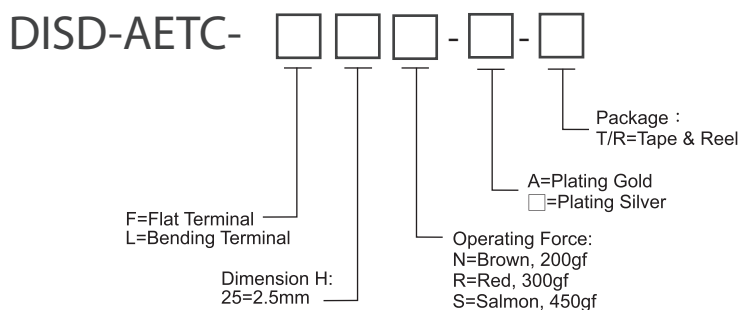 DISD-AETC- □ □ □ - □ - □
Package：
T/R=Tape & Reel
A=Plating Gold
□=Plating Silver
F=Flat Terminal
L=Bending Terminal
Operating Force:
N=Brown, 200gf
R=Red, 300gf
S=Salmon, 450gf
Dimension H:
25=2.5mm